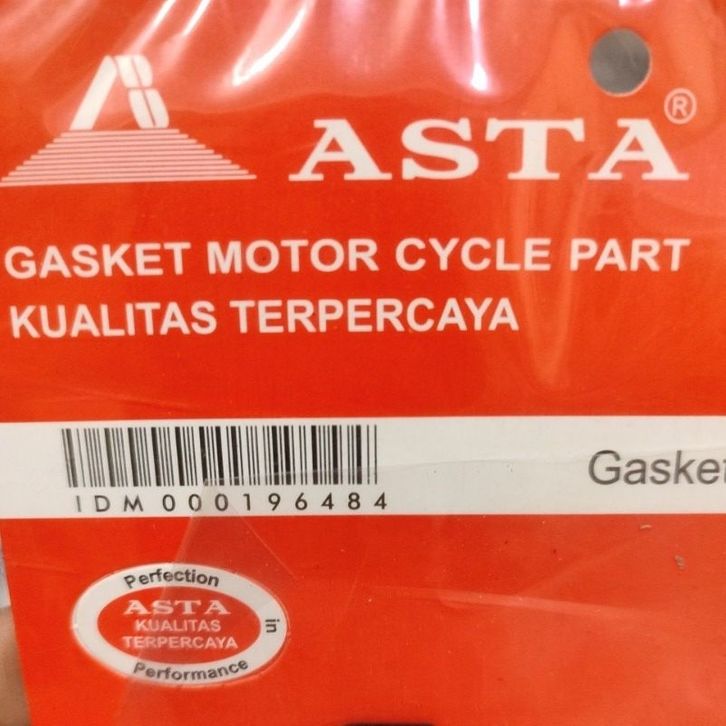 ASTA®
GASKET MOTOR CYCLE PART
KUALITAS TERPERCAYA
IDM000196484
Gasket
Perfection
ASTA
KUALITAS
TERPERCAYA
in
Performance